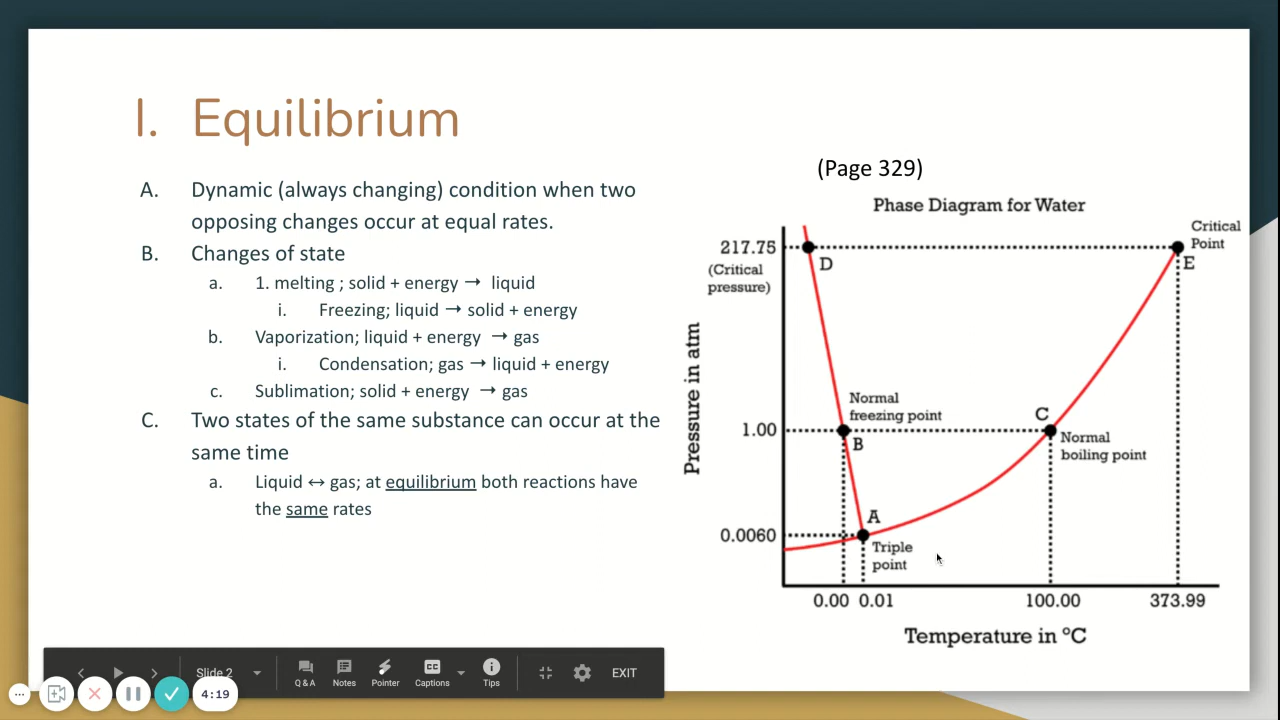 I. Equilibrium
A. Dynamic (always changing) condition when two
opposing changes occur at equal rates.
B. Changes of state
a. 1. melting ; solid + energy → liquid
i. Freezing; liquid → solid + energy
b. Vaporization; liquid + energy → gas
i. Condensation; gas → liquid + energy
c. Sublimation; solid + energy → gas
C. Two states of the same substance can occur at the
same time
a. Liquid ↔ gas; at equilibrium both reactions have
the same rates
(Page 329)
Phase Diagram for Water
Critical
Point
217.75
(Critical
pressure)
D
E
Pressure in atm
Normal
freezing point
C
1.00
B
Normal
boiling point
A
0.0060
Triple
point
0.00 0.01 100.00 373.99
Temperature in °C
Slide 2
Q & A Notes Pointer CC Captions Tips EXIT
4:19